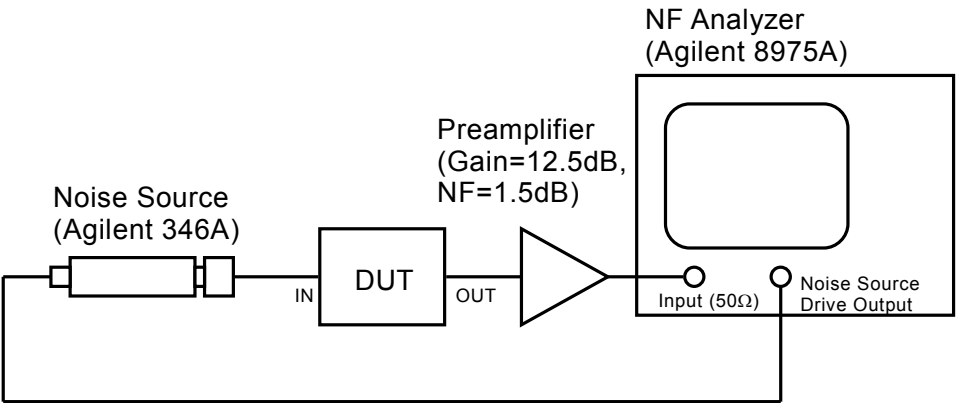 NF Analyzer
(Agilent 8975A)
Preamplifier
(Gain=12.5dB,
NF=1.5dB)
Noise Source
(Agilent 346A)
DUT
IN
OUT
Input (50Ω)
Noise Source
Drive Output